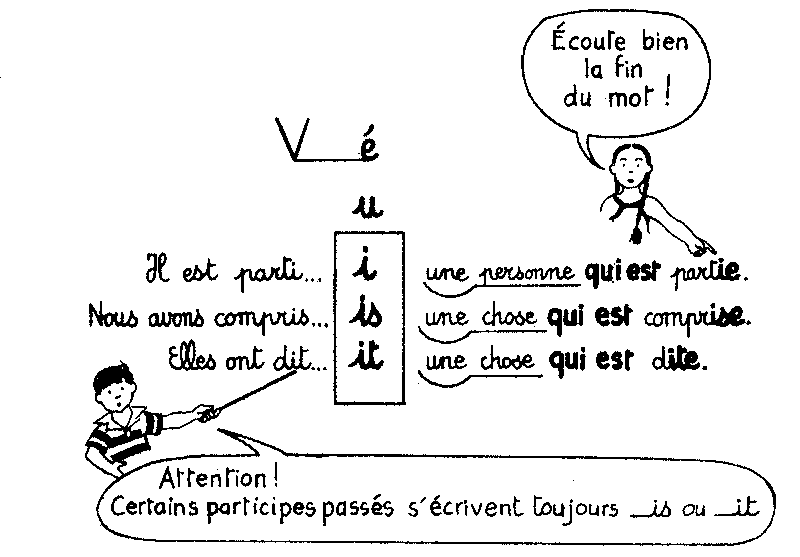 Écoute bien
la fin
du mot !
V é
u
Il est parti... i une personne qui est partie.
Nous avons compris... is une chose qui est comprise.
Elles ont dit... it une chose qui est dite.
Attention !
Certains participes passés s'écrivent toujours _is ou _it